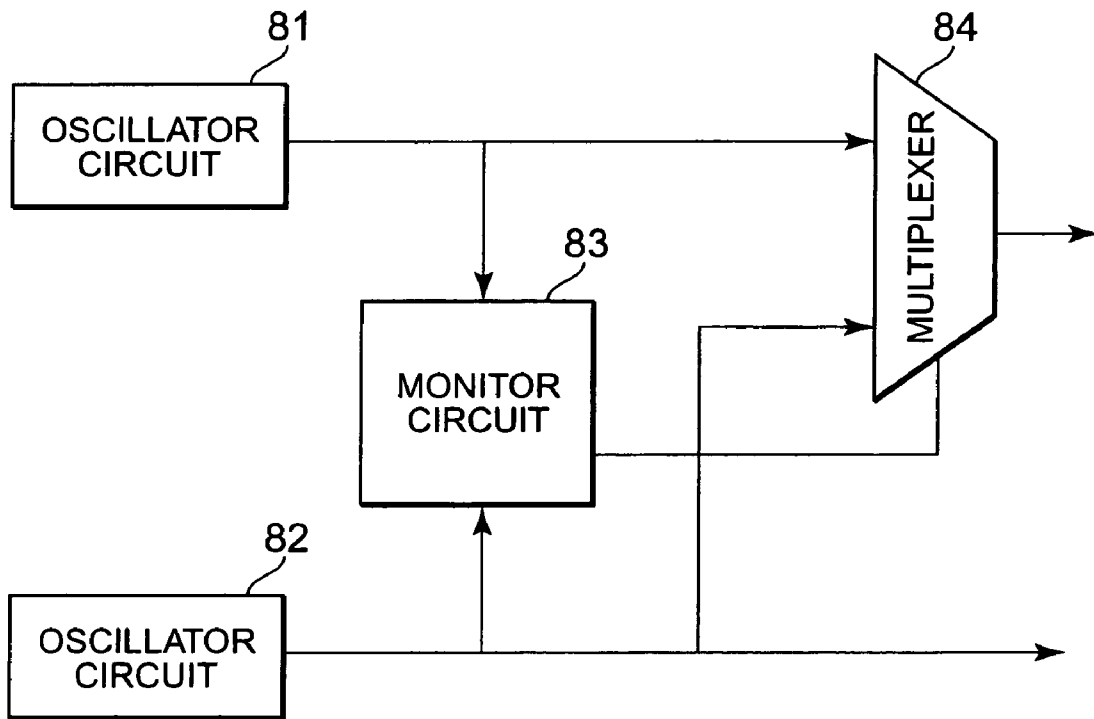 81
OSCILLATOR
CIRCUIT
84
MULTIPLEXER
83
MONITOR
CIRCUIT
82
OSCILLATOR
CIRCUIT